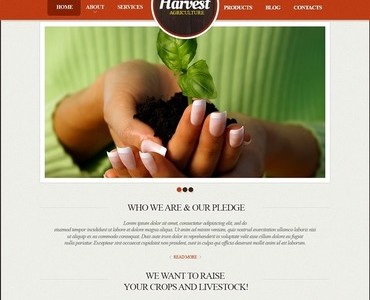 HOME ABOUT SERVICES Harvest PRODUCTS BLOG CONTACTS
AGRICULTURE
WHO WE ARE & OUR PLEDGE
Lorem ipsum dolor sit amet, consectetur adipisicing elit, sed do
eiusmod tempor incididunt ut labore et dolore magna aliqua. Ut enim ad minim veniam, quis nostrud exercitation ullamco laboris nisi
ut aliquip ex ea commodo consequat. Duis aute irure dolor in reprehenderit in voluptate velit esse cillum dolore eu fugiat
nulla pariatur. Excepteur sint occaecat cupidatat non proident, sunt in culpa qui officia deserunt mollit anim id est laborum.
READ MORE
WE WANT TO RAISE
YOUR CROPS AND LIVESTOCK!